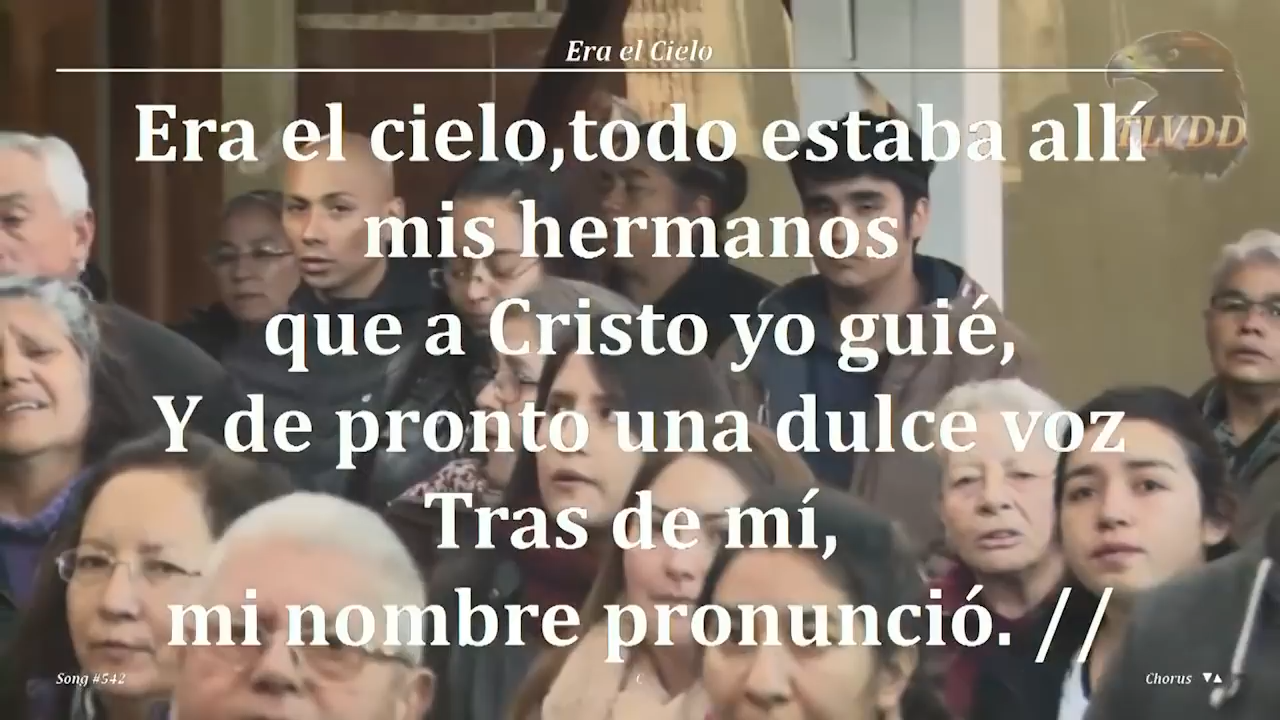 Era el Cielo
Era el cielo,todo estaba allí
TLVDD
mis hermanos
que a Cristo yo guié,
Y de pronto una dulce voz
Tras de mí,
mi nombre pronunció. //
Song #542
C
Chorus ▼▲